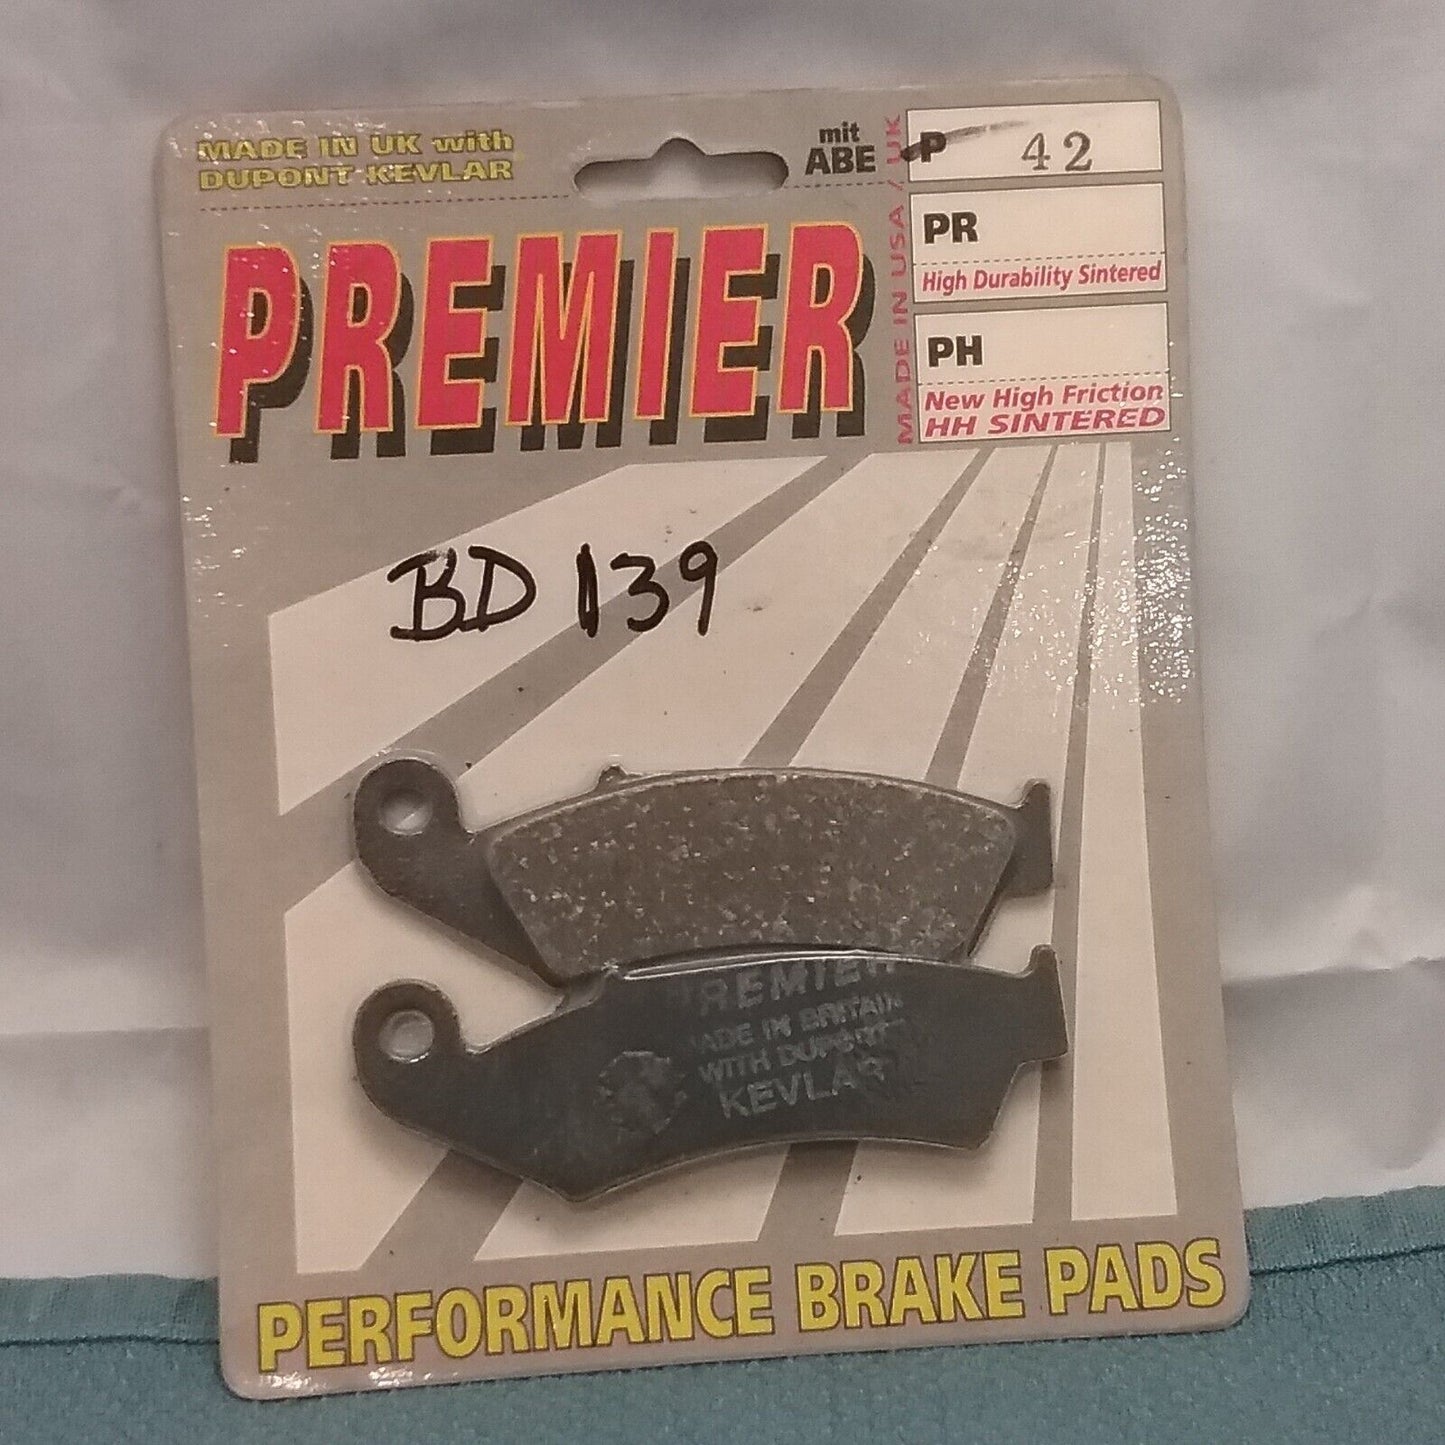 MADE IN UK with
DUPONT KEVLAR
mit
ABE
MADE IN USA / UK
P 42
PR
High Durability Sintered
PH
New High Friction
HH SINTERED
PREMIER
BD 139
PREMIER
MADE IN BRITAIN
WITH DUPONT
KEVLAR
PERFORMANCE BRAKE PADS